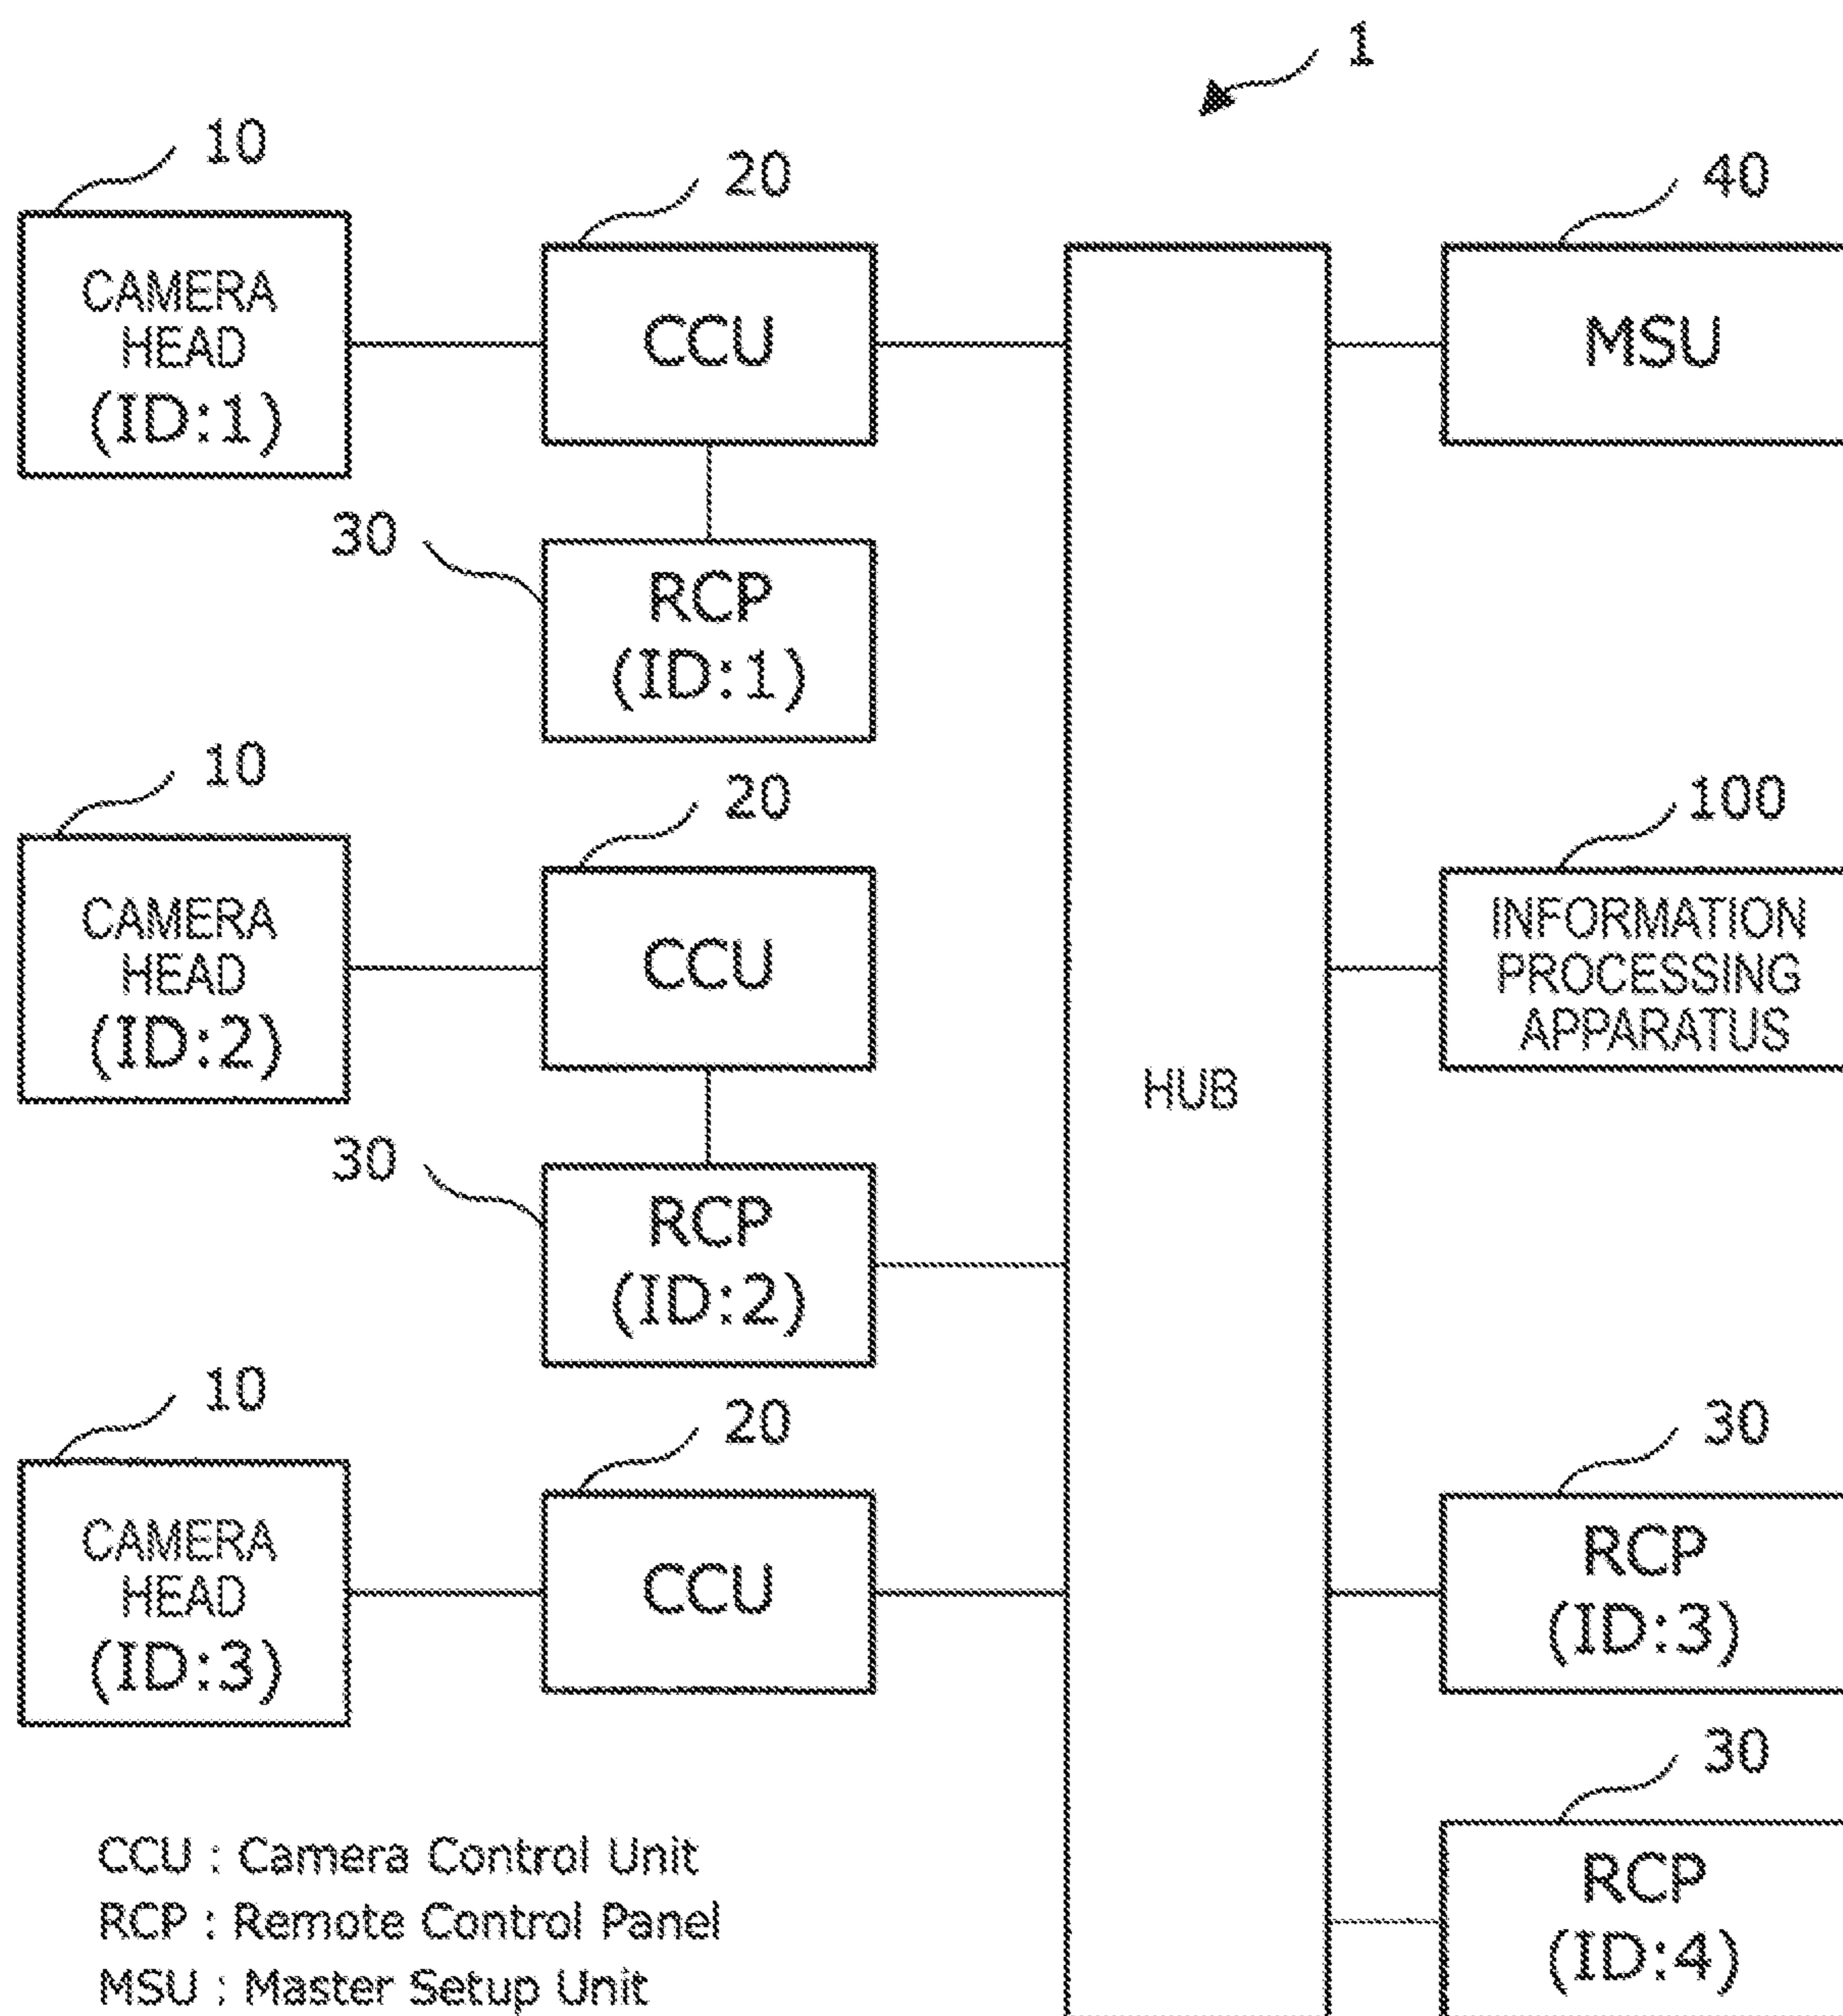 1
10
20
40
CAMERA
HEAD
(ID:1)
CCU
MSU
30
RCP
(ID:1)
10
20
100
CAMERA
HEAD
(ID:2)
CCU
INFORMATION
PROCESSING
APPARATUS
HUB
30
RCP
(ID:2)
10
20
30
CAMERA
HEAD
(ID:3)
CCU
RCP
(ID:3)
30
RCP
(ID:4)
CCU : Camera Control Unit
RCP : Remote Control Panel
MSU : Master Setup Unit